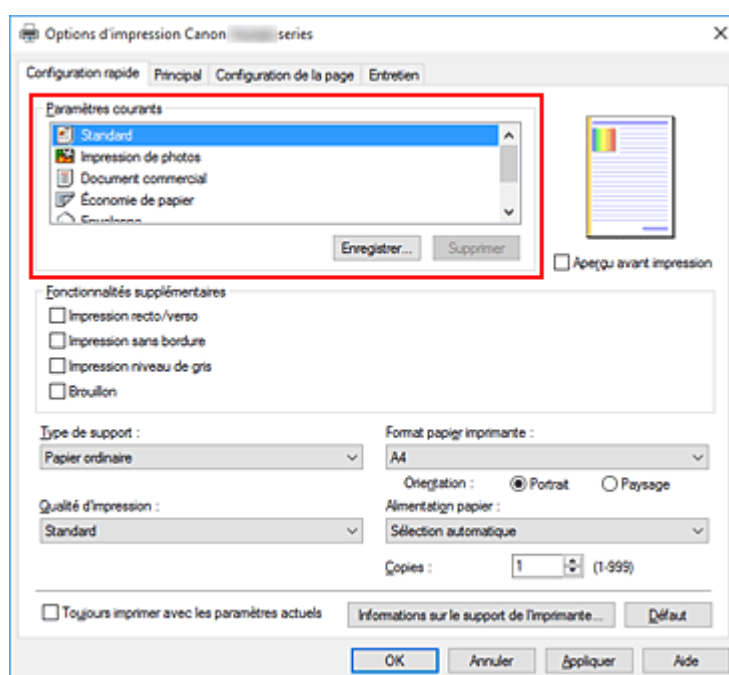 Options d'impression Canon series
Configuration rapide Principal Configuration de la page Entretien
Paramètres courants
Standard
Impression de photos
Document commercial
Économie de papier
Enregistrer... Supprimer
Aperçu avant impression
Fonctionnalités supplémentaires
Impression recto/verso
Impression sans bordure
Impression niveau de gris
Brouillon
Type de support : Format papier imprimante :
Papier ordinaire A4
Orientation : Portrait Paysage
Qualité d'impression : Alimentation papier :
Standard Sélection automatique
Copies : 1 (1-999)
Toujours imprimer avec les paramètres actuels Informations sur le support de l'imprimante... Défaut
OK Annuler Appliquer Aide